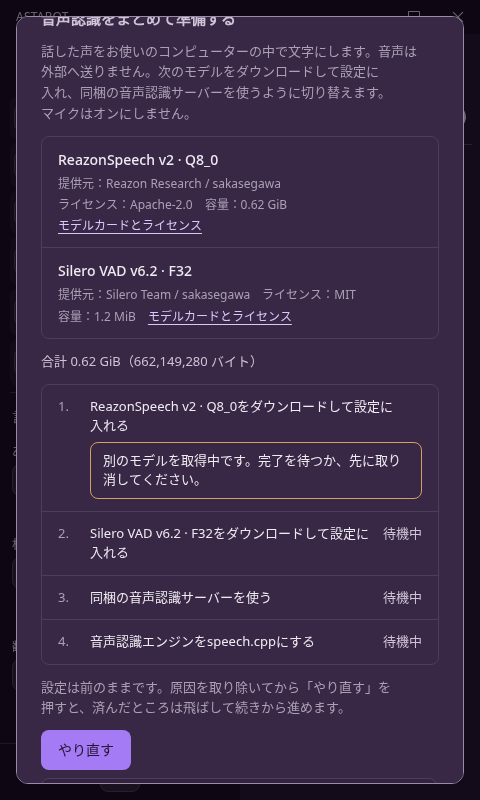 音声認識をまとめて準備する
話した声をお使いのコンピューターの中で文字にします。音声は
外部へ送りません。次のモデルをダウンロードして設定に
入れ、同梱の音声認識サーバーを使うように切り替えます。
マイクはオンにしません。
ReazonSpeech v2 · Q8_0
提供元：Reazon Research / sakasegawa
ライセンス：Apache-2.0　容量：0.62 GiB
モデルカードとライセンス
Silero VAD v6.2 · F32
提供元：Silero Team / sakasegawa　ライセンス：MIT
容量：1.2 MiB　モデルカードとライセンス
合計 0.62 GiB（662,149,280 バイト）
1. ReazonSpeech v2 · Q8_0をダウンロードして設定に
入れる
別のモデルを取得中です。完了を待つか、先に取り
消してください。
2. Silero VAD v6.2 · F32をダウンロードして設定に 待機中
入れる
3. 同梱の音声認識サーバーを使う 待機中
4. 音声認識エンジンをspeech.cppにする 待機中
設定は前のままです。原因を取り除いてから「やり直す」を
押すと、済んだところは飛ばして続きから進めます。
やり直す